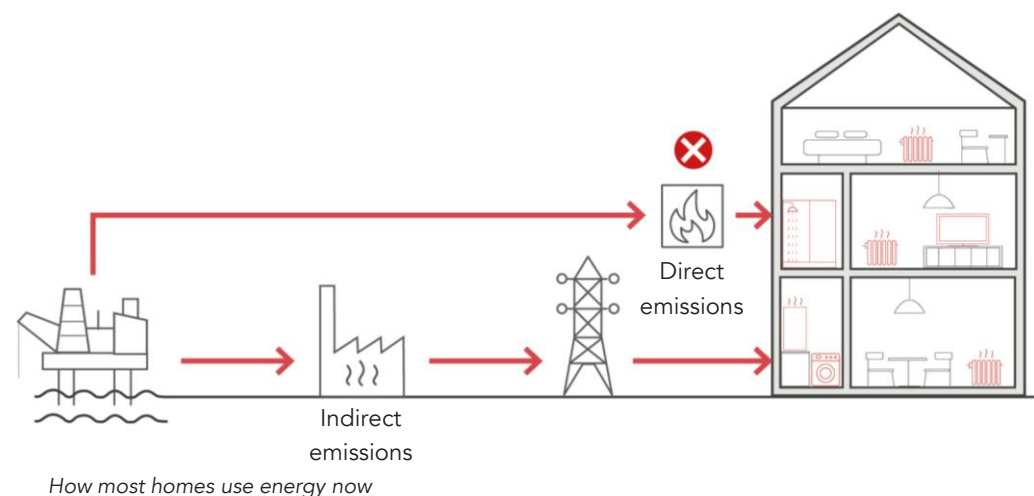 Direct
emissions
Indirect
emissions
How most homes use energy now